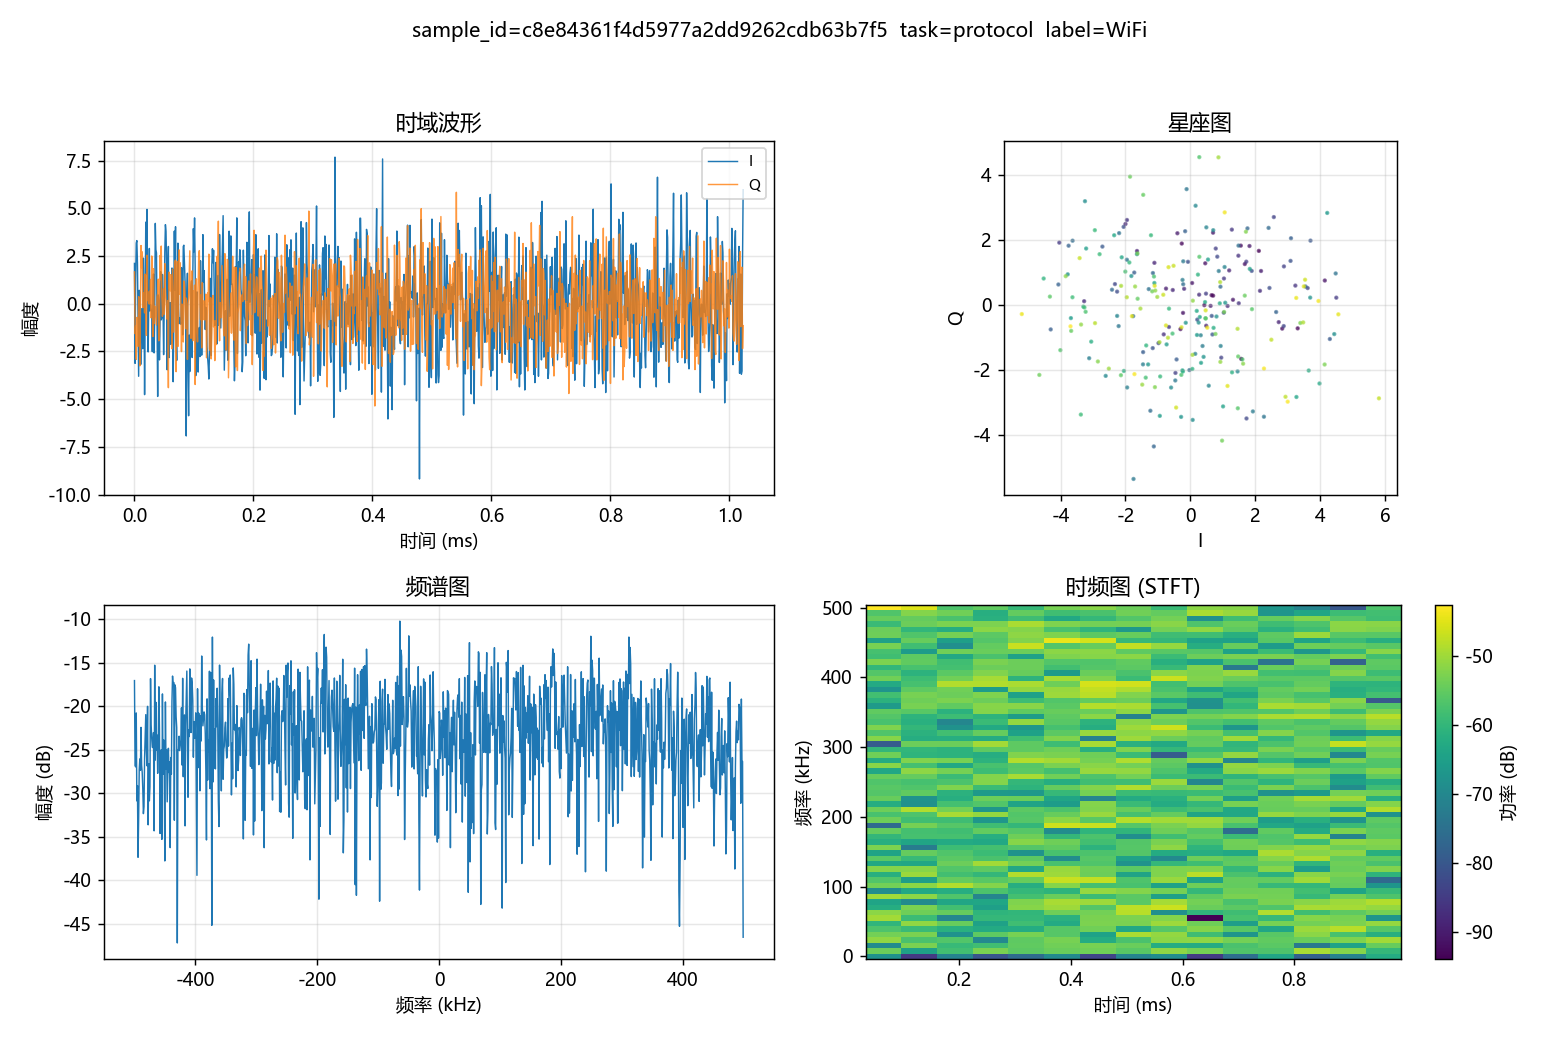 sample_id=c8e84361f4d5977a2dd9262cdb63b7f5  task=protocol  label=WiFi
时域波形
7.5
5.0
2.5
0.0
-2.5
-5.0
-7.5
-10.0
幅度
I
Q
0.0 0.2 0.4 0.6 0.8 1.0
时间 (ms)
星座图
4
2
0
-2
-4
Q
-4 -2 0 2 4 6
I
频谱图
-10
-15
-20
-25
-30
-35
-40
-45
幅度 (dB)
-400 -200 0 200 400
频率 (kHz)
时频图 (STFT)
500
400
300
200
100
0
频率 (kHz)
0.2 0.4 0.6 0.8
时间 (ms)
-50
-60
-70
-80
-90
功率 (dB)